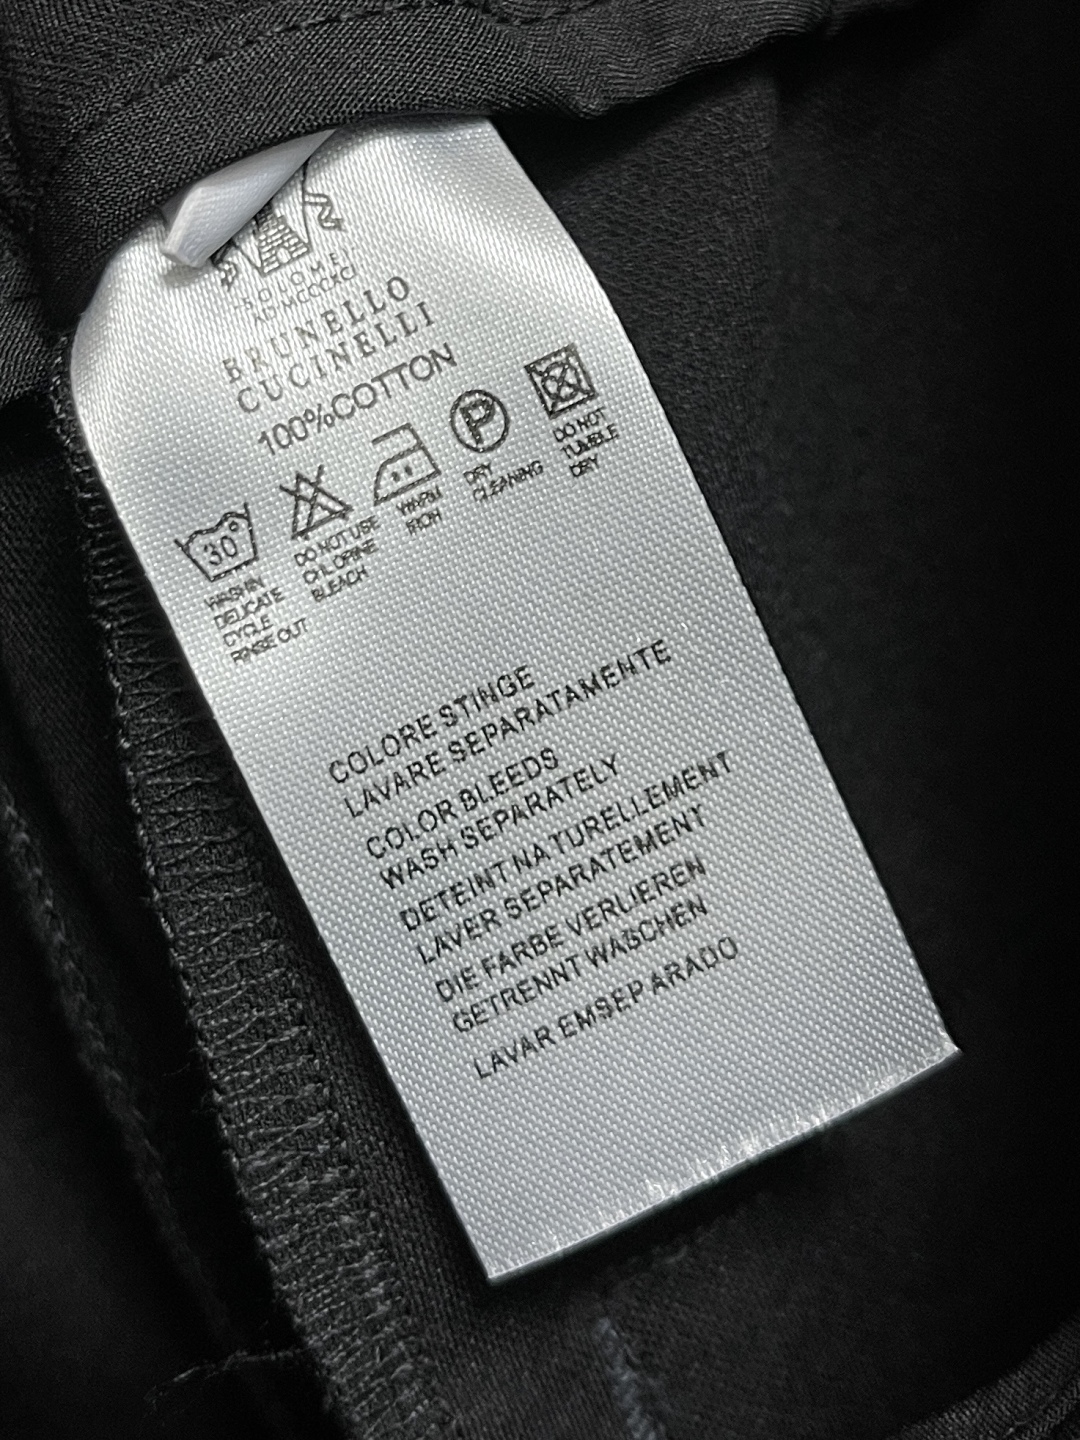 SOLOMEI
AD MCCCXCI
BRUNELLO
CUCINELLI
100%COTTON
30°
WASH IN
DELICATE
CYCLE
RINSE OUT
DO NOT USE
CHLORINE
BLEACH
WARM
IRON
P
DRY
CLEANING
DO NOT
TUMBLE
DRY
COLORE STINGE
LAVARE SEPARATAMENTE
COLOR BLEEDS
WASH SEPARATELY
DETEINT NA TURELLEMENT
LAVER SEPARATEMENT
DIE FARBE VERLIEREN
GETRENNT WASCHEN
LAVAR EMSEP ARADO